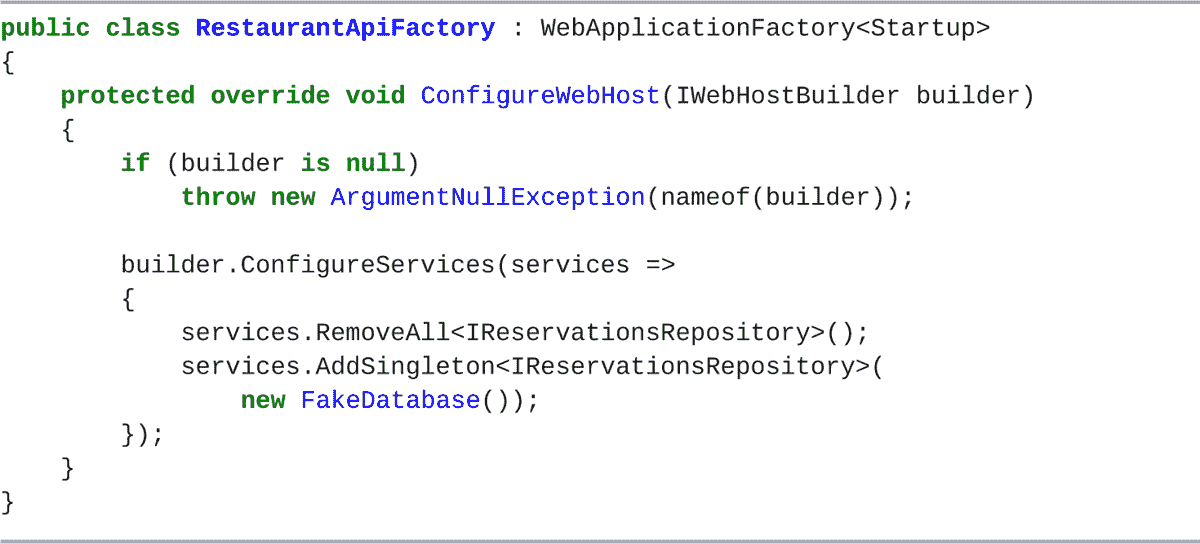 public class RestaurantApiFactory : WebApplicationFactory<Startup>
{
    protected override void ConfigureWebHost(IWebHostBuilder builder)
    {
        if (builder is null)
            throw new ArgumentNullException(nameof(builder));

        builder.ConfigureServices(services =>
        {
            services.RemoveAll<IReservationsRepository>();
            services.AddSingleton<IReservationsRepository>(
                new FakeDatabase());
        });
    }
}